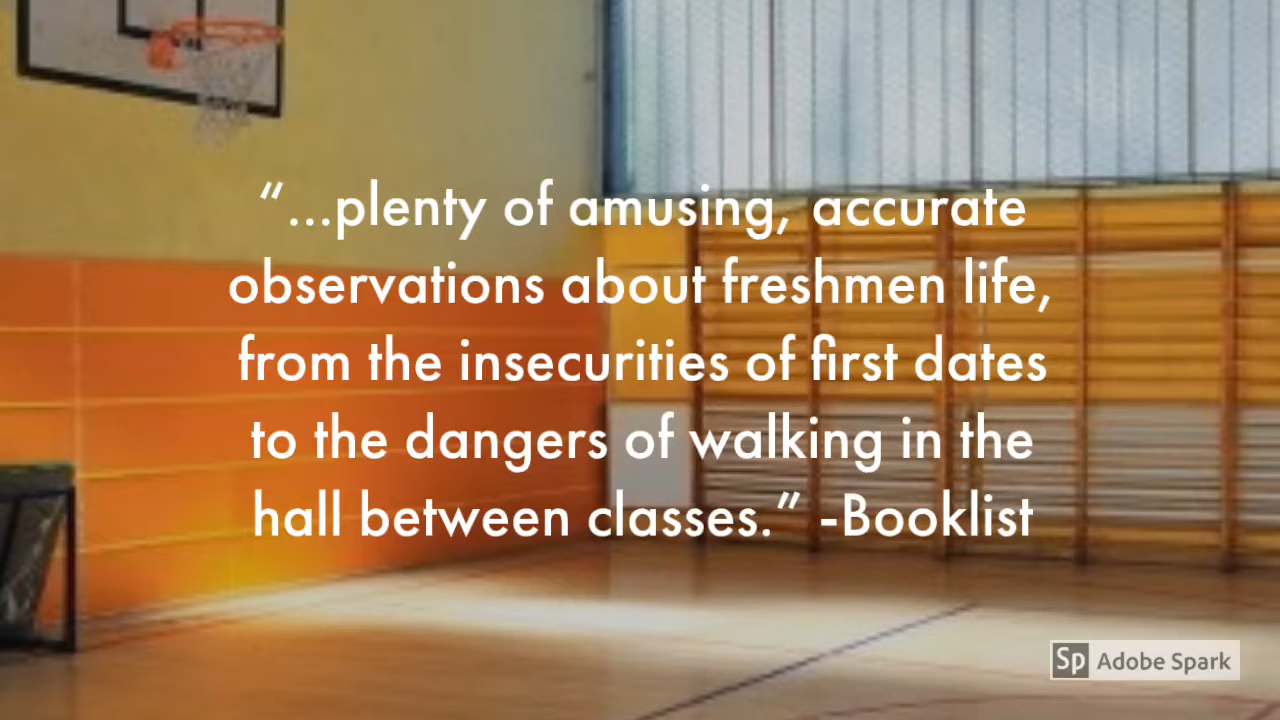 “...plenty of amusing, accurate
observations about freshmen life,
from the insecurities of first dates
to the dangers of walking in the
hall between classes.” -Booklist
Sp Adobe Spark